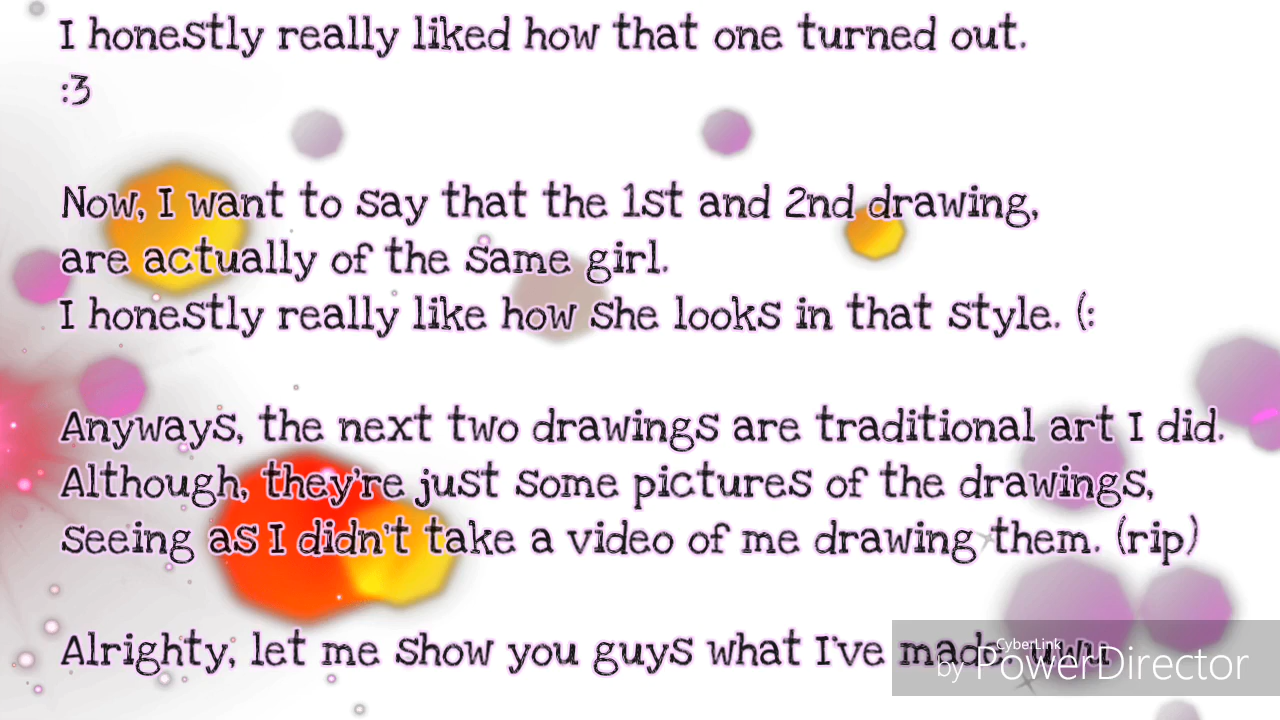 I honestly really liked how that one turned out.
:3
Now, I want to say that the 1st and 2nd drawing,
are actually of the same girl.
I honestly really like how she looks in that style. (:
Anyways, the next two drawings are traditional art I did.
Although, they're just some pictures of the drawings,
seeing as I didn't take a video of me drawing them. (rip)
Alrighty, let me show you guys what I've made. uwu
CyberLink
by PowerDirector